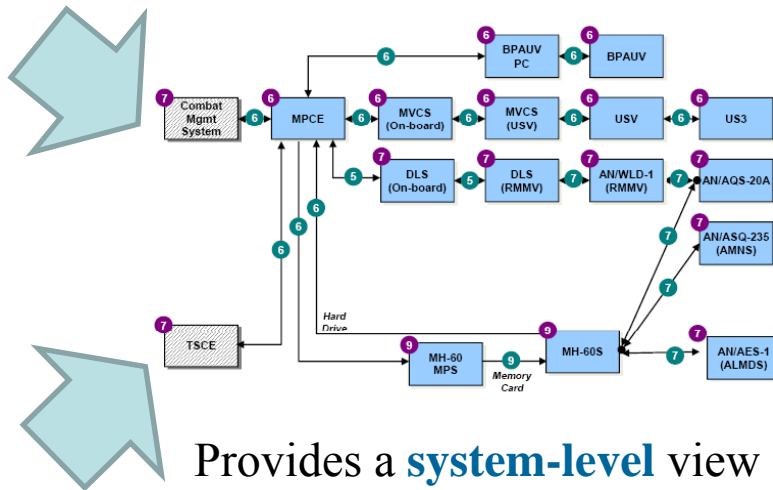 6
6
6
BPAUV
PC
6
BPAUV
7
Combat
Mgmt
System
6
6
MPCE
6
6
MVCS
(On-board)
6
6
MVCS
(USV)
6
6
USV
6
6
US3
5
7
DLS
(On-board)
5
7
DLS
(RMMV)
7
7
AN/WLD-1
(RMMV)
7
7
AN/AQS-20A
6
6
6
7
7
AN/ASQ-235
(AMNS)
7
7
TSCE
Hard
Drive
9
MH-60
MPS
9
Memory
Card
9
MH-60S
7
7
AN/AES-1
(ALMDS)
Provides a system-level view